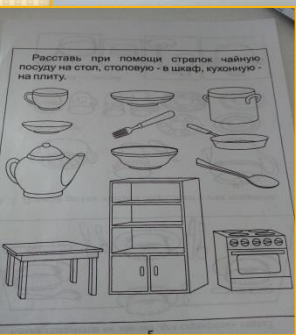 Расставь при помощи стрелок чайную
посуду на стол, столовую - в шкаф, кухонную -
на плиту.